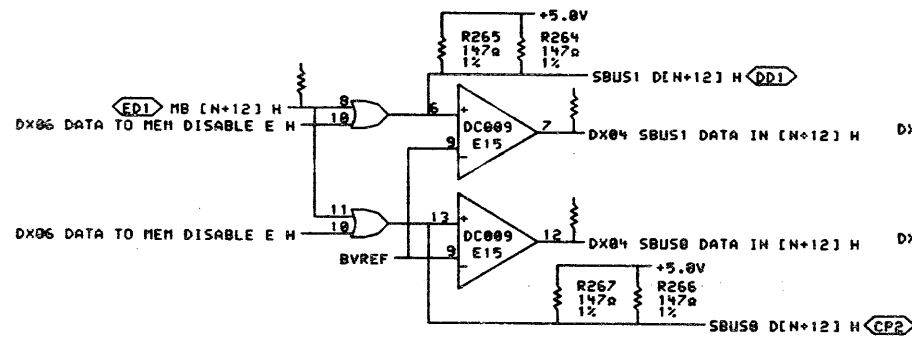 +5.0V
R265 R264
147Ω 147Ω
1% 1%
SBUS1 D[N+12] H DD1
ED1 MB [N+12] H 8
DX06 DATA TO MEM DISABLE E H 10
6 + DC009 7
9 - E15
DX04 SBUS1 DATA IN [N+12] H DX
11
DX06 DATA TO MEM DISABLE E H 10
13 + DC009 12
BVREF 9 - E15
DX04 SBUS0 DATA IN [N+12] H DX
+5.0V
R267 R266
147Ω 147Ω
1% 1%
SBUS0 D[N+12] H CP2